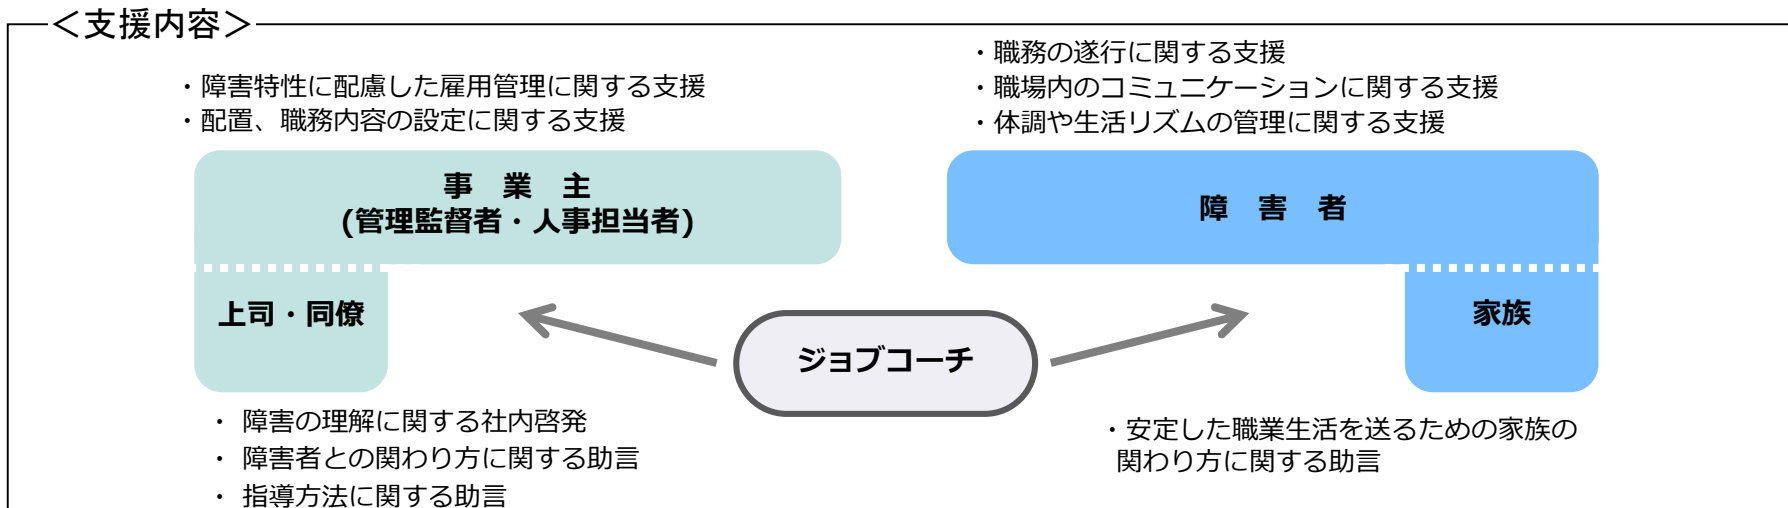 ＜支援内容＞
・障害特性に配慮した雇用管理に関する支援
・配置、職務内容の設定に関する支援
・職務の遂行に関する支援
・職場内のコミュニケーションに関する支援
・体調や生活リズムの管理に関する支援
事　業　主
(管理監督者・人事担当者)
障　害　者
上司・同僚
家族
ジョブコーチ
・ 障害の理解に関する社内啓発
・ 障害者との関わり方に関する助言
・ 指導方法に関する助言
・安定した職業生活を送るための家族の
関わり方に関する助言